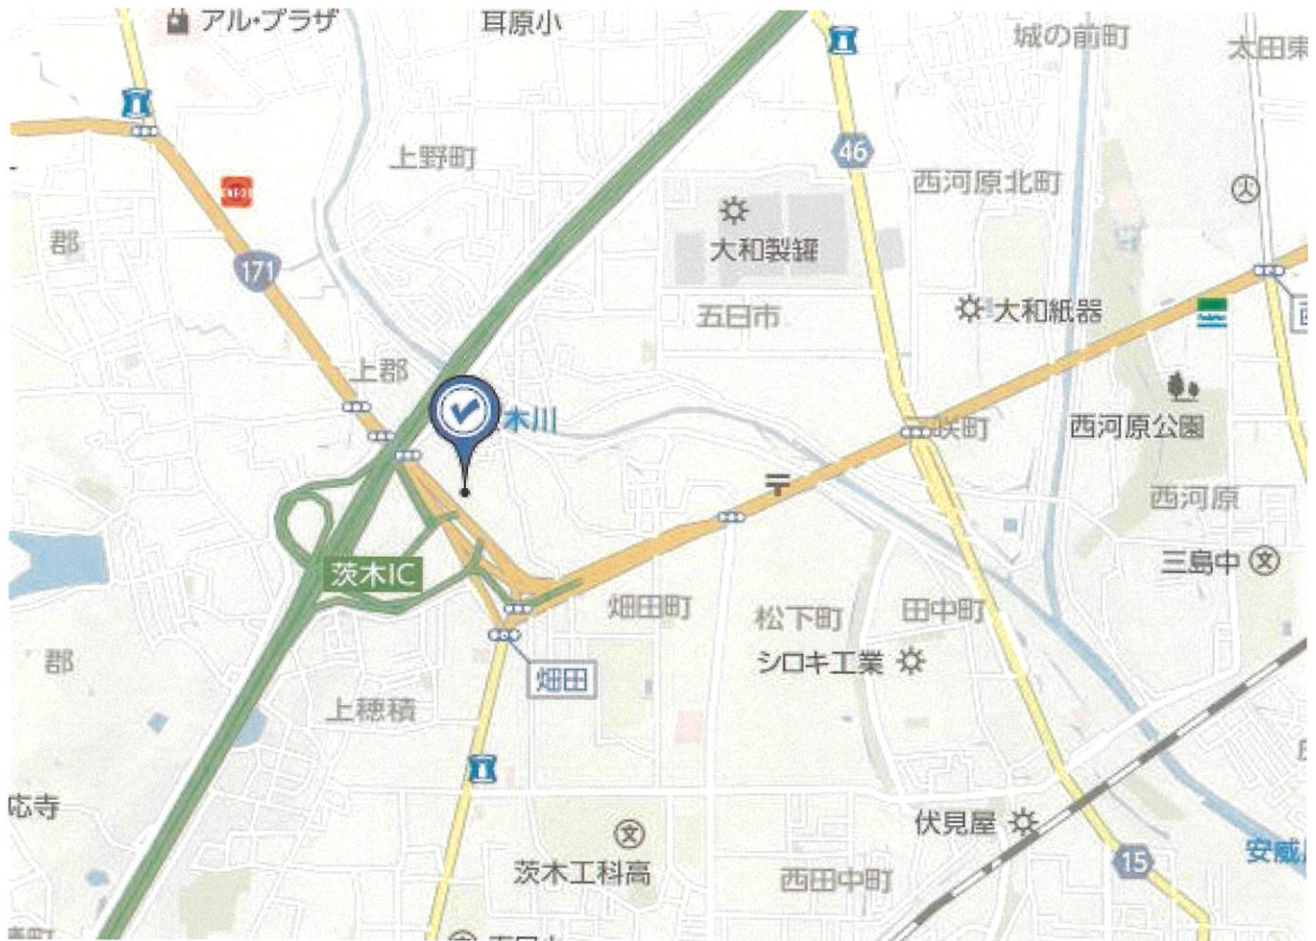 アル・プラザ
耳原小
城の前町
太田東
46
上野町
西河原北町
ENEOS
郡
大和製罐
171
五日市
大和紙器
上郡
木川
咲町
西河原公園
西河原
茨木IC
三島中
畑田町
松下町
田中町
シロキ工業
郡
畑田
上穂積
応寺
伏見屋
茨木工科高
西田中町
15
安威